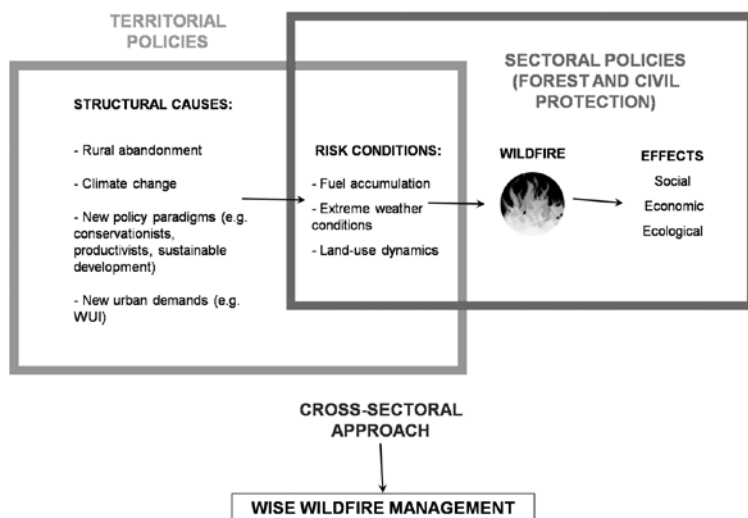 TERRITORIAL
POLICIES
SECTORAL POLICIES
(FOREST AND CIVIL
PROTECTION)
STRUCTURAL CAUSES:
- Rural abandonment
- Climate change
- New policy paradigms (e.g.
conservationists,
productivists, sustainable
development)
- New urban demands (e.g.
WUI)
RISK CONDITIONS:
- Fuel accumulation
- Extreme weather
conditions
- Land-use dynamics
WILDFIRE
EFFECTS
Social
Economic
Ecological
CROSS-SECTORAL
APPROACH
WISE WILDFIRE MANAGEMENT